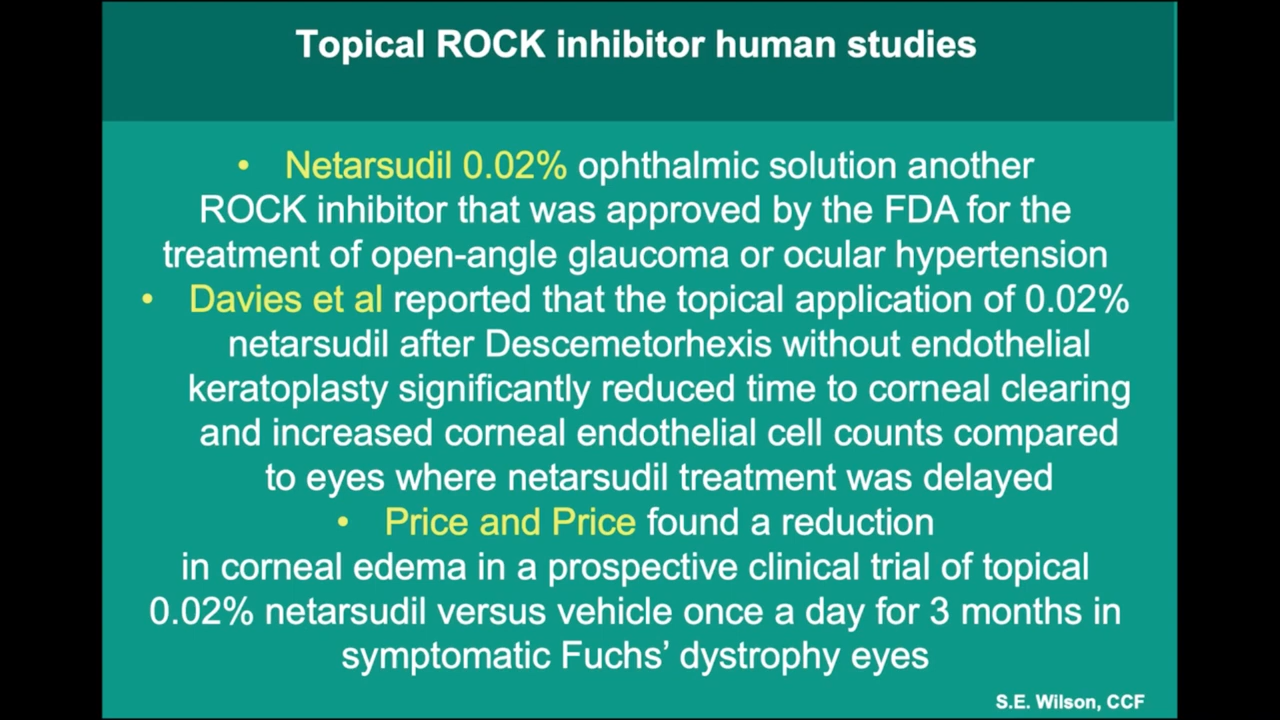 Topical ROCK inhibitor human studies
• Netarsudil 0.02% ophthalmic solution another
ROCK inhibitor that was approved by the FDA for the
treatment of open-angle glaucoma or ocular hypertension
• Davies et al reported that the topical application of 0.02%
netarsudil after Descemetorhexis without endothelial
keratoplasty significantly reduced time to corneal clearing
and increased corneal endothelial cell counts compared
to eyes where netarsudil treatment was delayed
• Price and Price found a reduction
in corneal edema in a prospective clinical trial of topical
0.02% netarsudil versus vehicle once a day for 3 months in
symptomatic Fuchs’ dystrophy eyes
S.E. Wilson, CCF